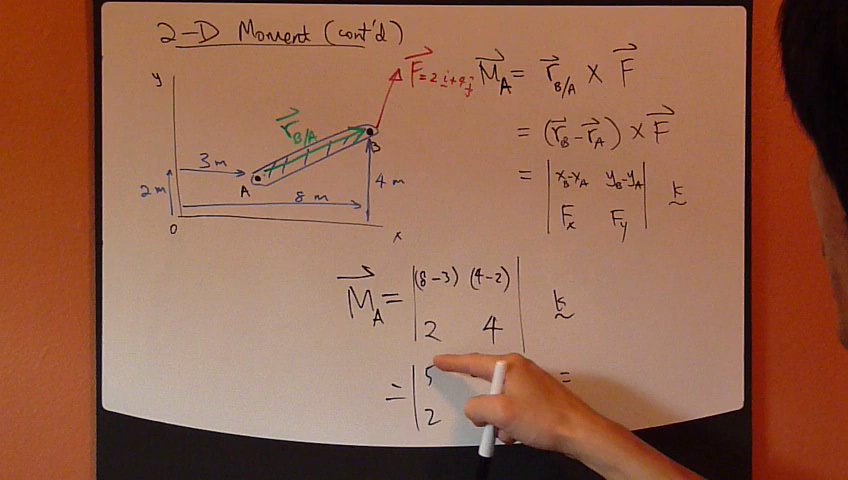 2-D Moment (cont'd)
y
F = 2i+4j
M_A = r_B/A × F
r_B/A
= (r_B - r_A) × F
B
3 m
A
4 m
2 m
8 m
= | x_B-x_A y_B-y_A | k
F_x F_y
0
x
M_A = | (8-3) (4-2) | k
2 4
= | 5 =
2